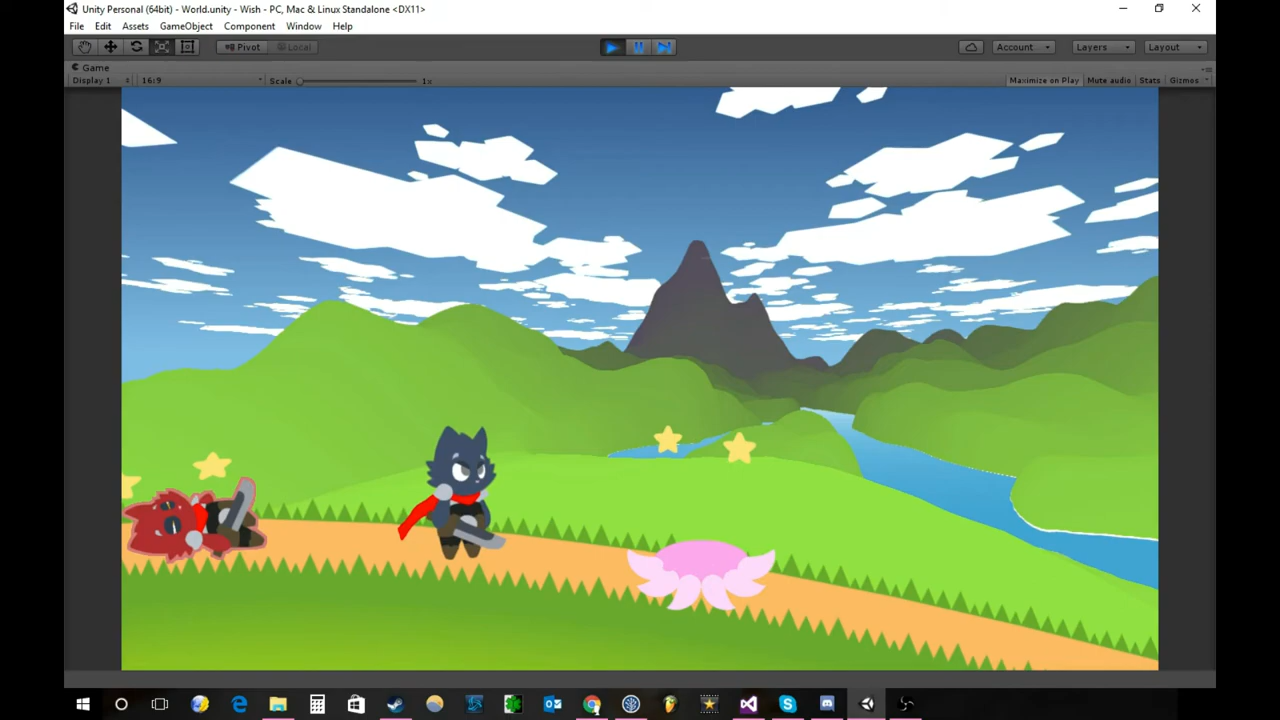 Unity Personal (64bit) - World.unity - Wish - PC, Mac & Linux Standalone <DX11>
File Edit Assets GameObject Component Window Help
Pivot Local Account Layers Layout
Game
Display 1 16:9 Scale 1x Maximize on Play Mute audio Stats Gizmos